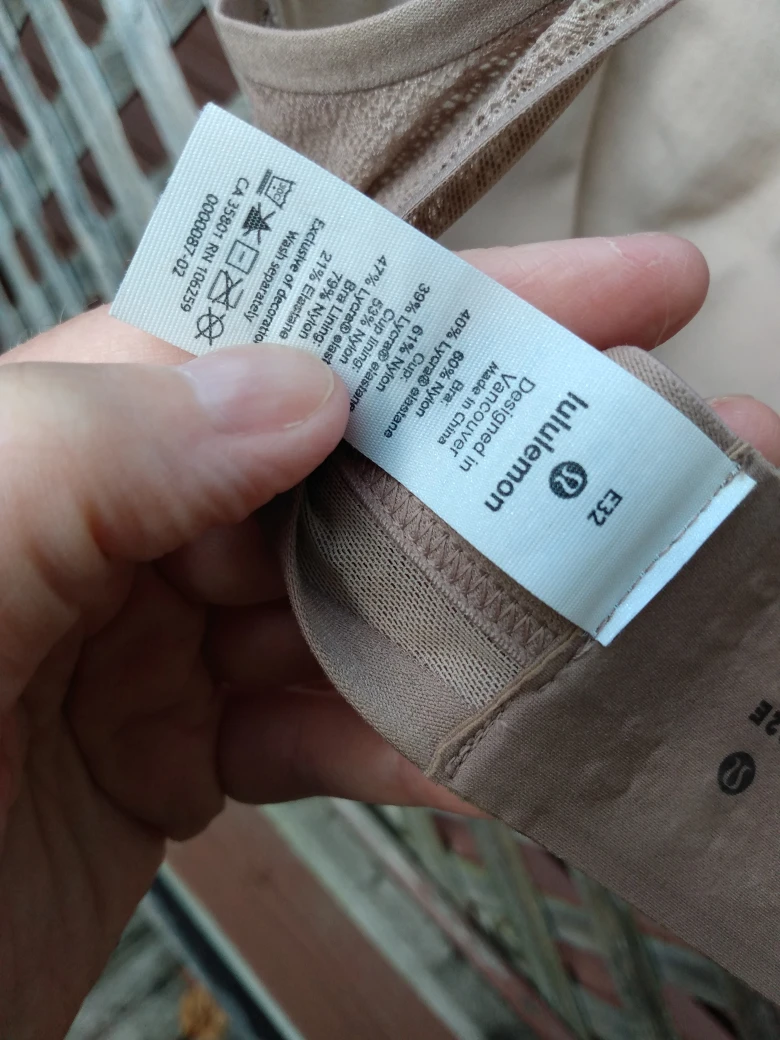 E32
lululemon
Designed in
Vancouver
Made in China
Bra:
60% Nylon
40% Lycra® elastane
Cup:
61% Nylon
39% Lycra® elastane
Cup lining:
53% Nylon
47% Lycra® elastane
Bra Lining:
79% Nylon
21% Elastane
Exclusive of decoration
Wash separately
CA 35801 RN 106259
0000087-02